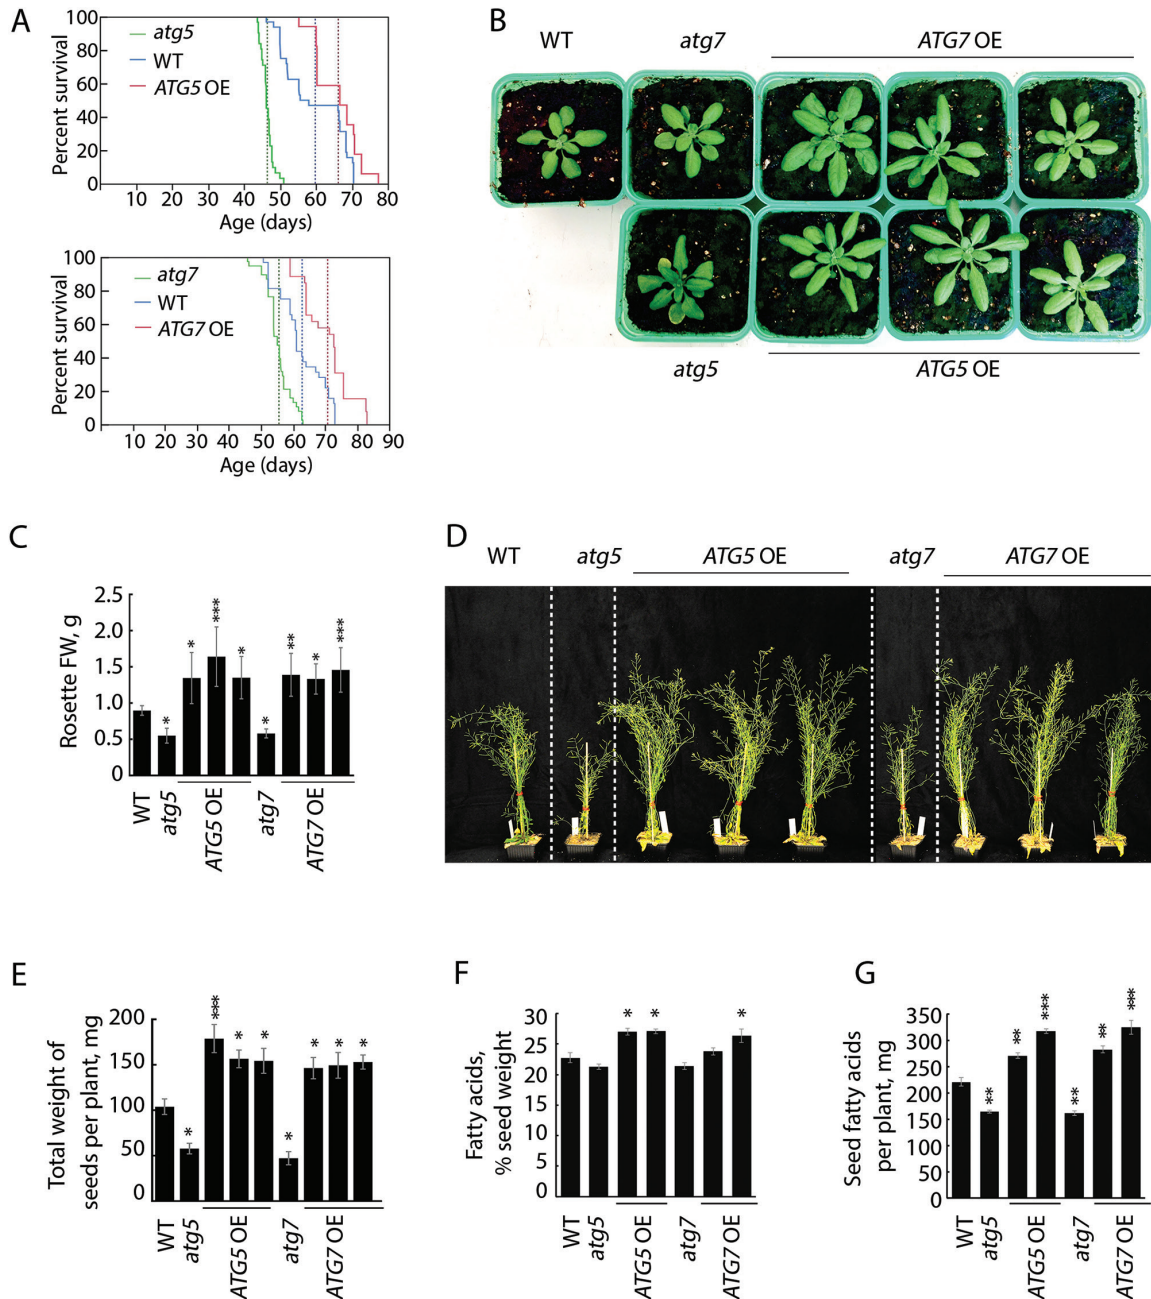 A
Percent survival
100
80
60
40
20
0
atg5
WT
ATG5 OE
10 20 30 40 50 60 70 80
Age (days)
Percent survival
100
80
60
40
20
0
atg7
WT
ATG7 OE
10 20 30 40 50 60 70 80 90
Age (days)
B
WT atg7 ATG7 OE
atg5 ATG5 OE
C
Rosette FW, g
2.5
2.0
1.5
1.0
0.5
0
* * *** * * ** * ***
WT atg5 ATG5 OE atg7 ATG7 OE
D
WT atg5 ATG5 OE atg7 ATG7 OE
E
Total weight of
seeds per plant, mg
200
150
100
50
0
* *** * * * * * *
WT atg5 ATG5 OE atg7 ATG7 OE
F
Fatty acids,
% seed weight
30
25
20
15
10
5
0
* * *
WT atg5 ATG5 OE atg7 ATG7 OE
G
Seed fatty acids
per plant, mg
350
300
250
200
150
100
300
0
** ** *** ** ** ***
WT atg5 ATG5 OE atg7 ATG7 OE